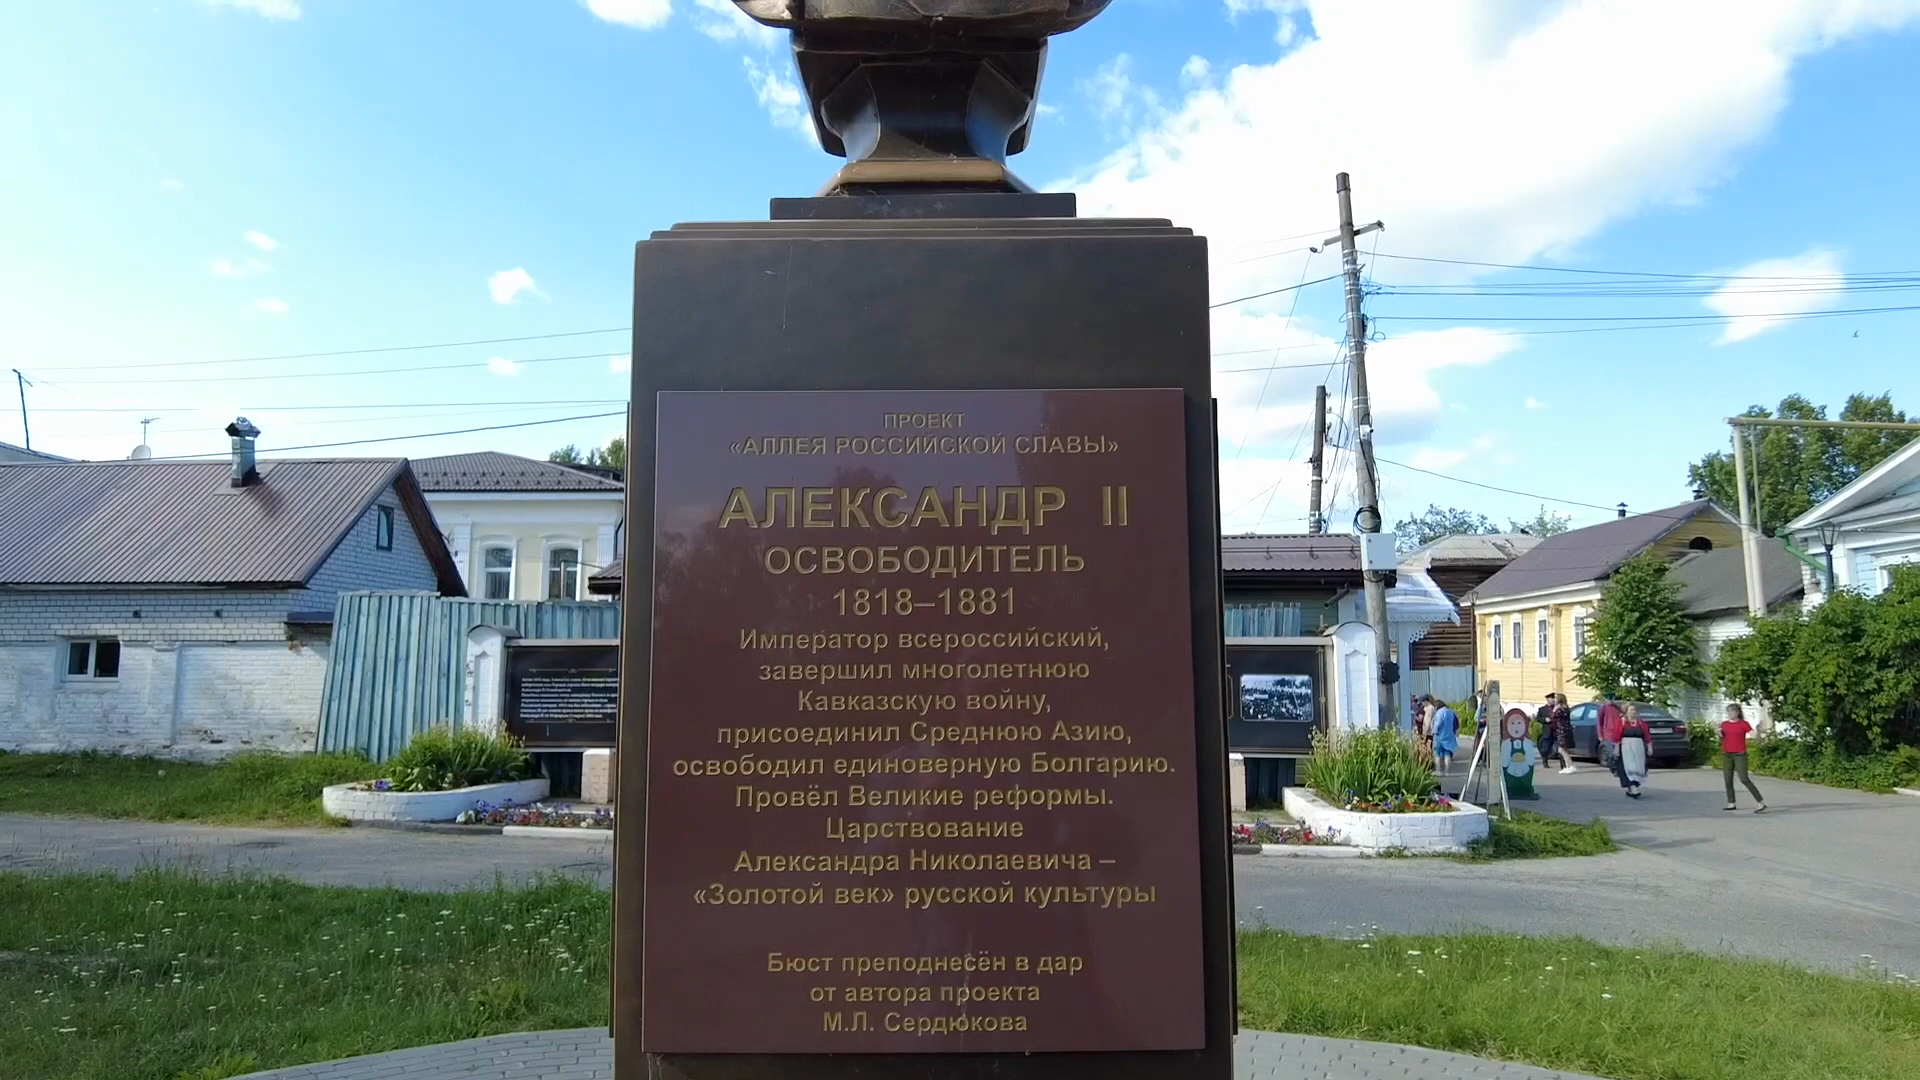 ПРОЕКТ
«АЛЛЕЯ РОССИЙСКОЙ СЛАВЫ»
АЛЕКСАНДР II
ОСВОБОДИТЕЛЬ
1818–1881
Император всероссийский,
завершил многолетнюю
Кавказскую войну,
присоединил Среднюю Азию,
освободил единоверную Болгарию.
Провёл Великие реформы.
Царствование
Александра Николаевича –
«Золотой век» русской культуры
Бюст преподнесён в дар
от автора проекта
М.Л. Сердюкова